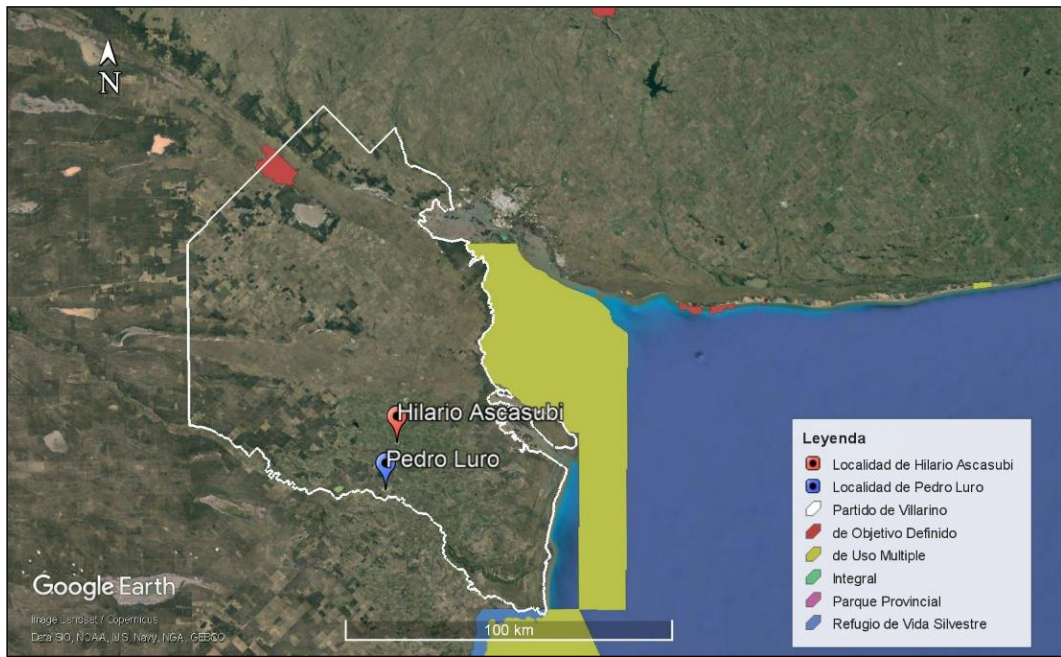 N
Hilario Ascasubi
Pedro Luro
Leyenda
Localidad de Hilario Ascasubi
Localidad de Pedro Luro
Partido de Villarino
de Objetivo Definido
de Uso Multiple
Integral
Parque Provincial
Refugio de Vida Silvestre
Google Earth
Image Landsat / Copernicus
Data SIO, NOAA, U.S. Navy, NGA, GEBCO
100 km